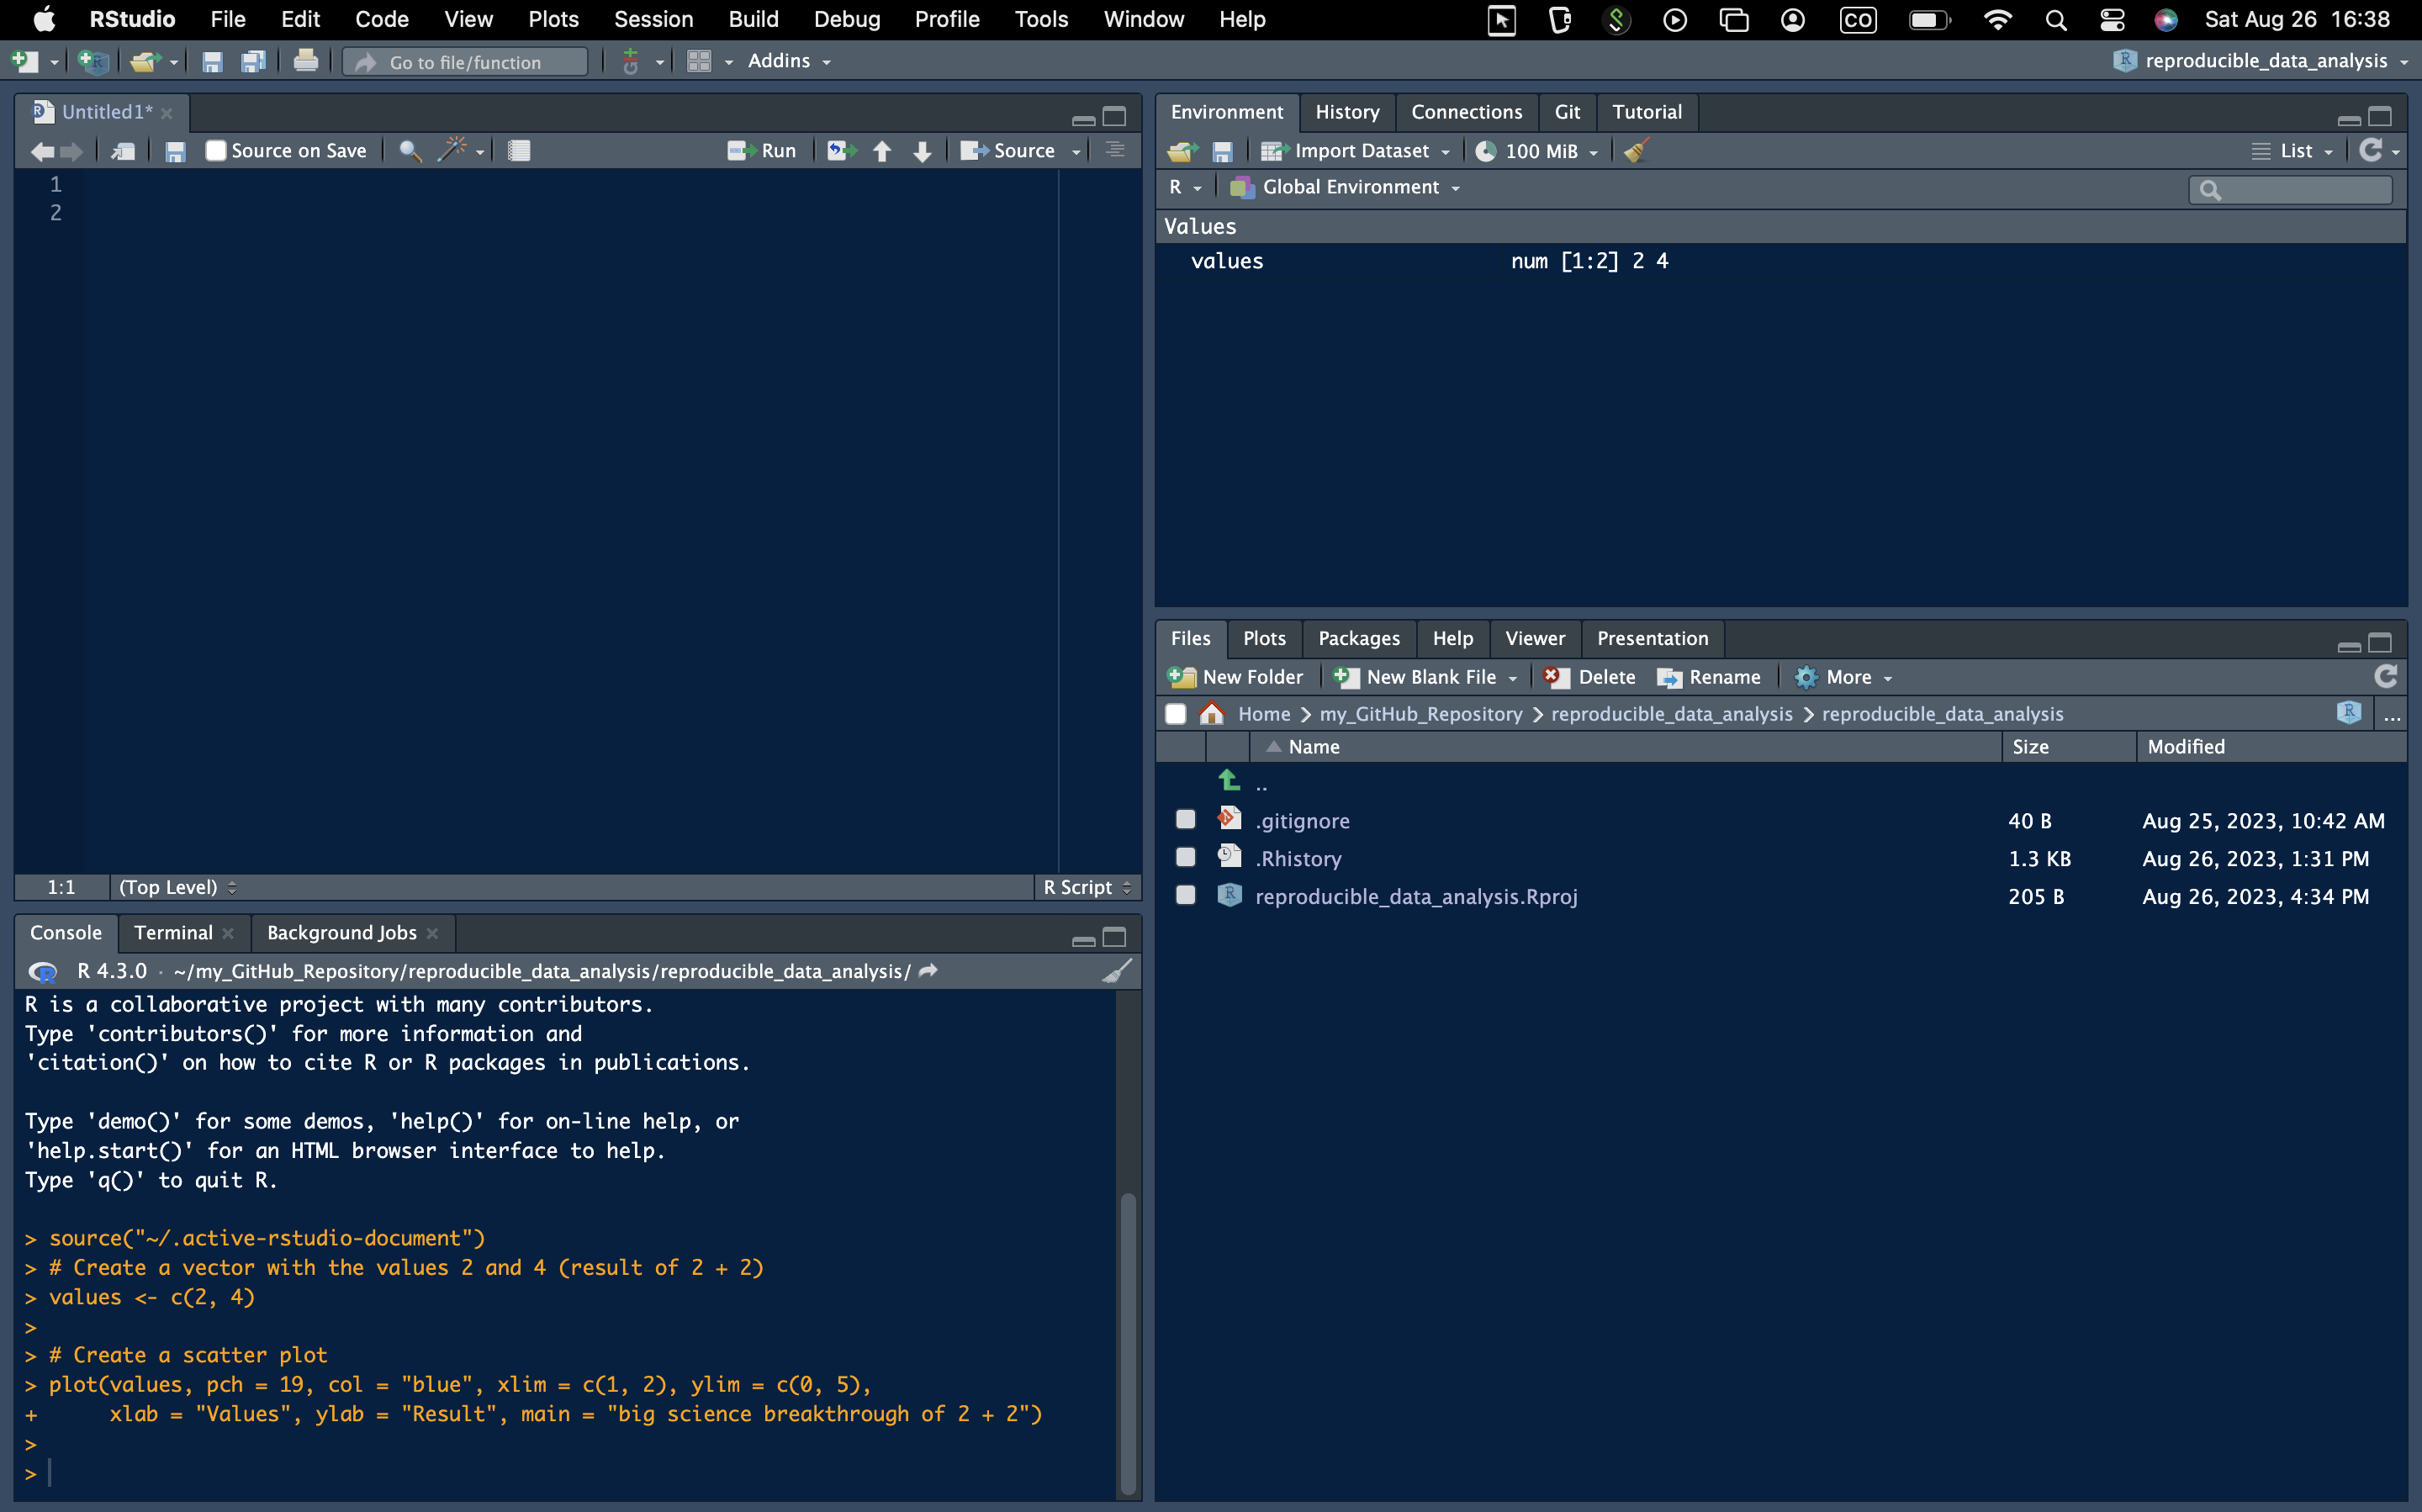 RStudio File Edit Code View Plots Session Build Debug Profile Tools Window Help CO Sat Aug 26 16:38
Go to file/function Addins reproducible_data_analysis
Untitled1*
Source on Save Run Source
1
2
1:1 (Top Level) R Script
Environment History Connections Git Tutorial
Import Dataset 100 MiB List
R Global Environment
Values
values num [1:2] 2 4
Files Plots Packages Help Viewer Presentation
New Folder New Blank File Delete Rename More
Home my_GitHub_Repository reproducible_data_analysis reproducible_data_analysis ...
Name Size Modified
..
.gitignore 40 B Aug 25, 2023, 10:42 AM
.Rhistory 1.3 KB Aug 26, 2023, 1:31 PM
reproducible_data_analysis.Rproj 205 B Aug 26, 2023, 4:34 PM
Console Terminal Background Jobs
R 4.3.0 · ~/my_GitHub_Repository/reproducible_data_analysis/reproducible_data_analysis/
R is a collaborative project with many contributors.
Type 'contributors()' for more information and
'citation()' on how to cite R or R packages in publications.
Type 'demo()' for some demos, 'help()' for on-line help, or
'help.start()' for an HTML browser interface to help.
Type 'q()' to quit R.
> source("~/.active-rstudio-document")
> # Create a vector with the values 2 and 4 (result of 2 + 2)
> values <- c(2, 4)
>
> # Create a scatter plot
> plot(values, pch = 19, col = "blue", xlim = c(1, 2), ylim = c(0, 5),
+      xlab = "Values", ylab = "Result", main = "big science breakthrough of 2 + 2")
>
>